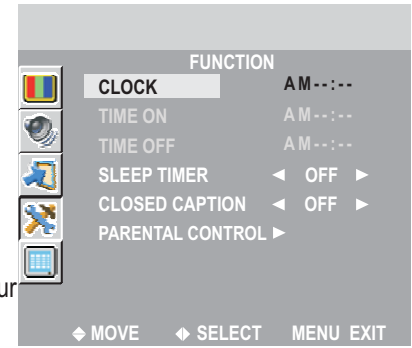 FUNCTION
CLOCK AM--:--
TIME ON AM--:--
TIME OFF AM--:--
SLEEP TIMER ◄ OFF ►
CLOSED CAPTION ◄ OFF ►
PARENTAL CONTROL ►
ur
MOVE SELECT MENU EXIT